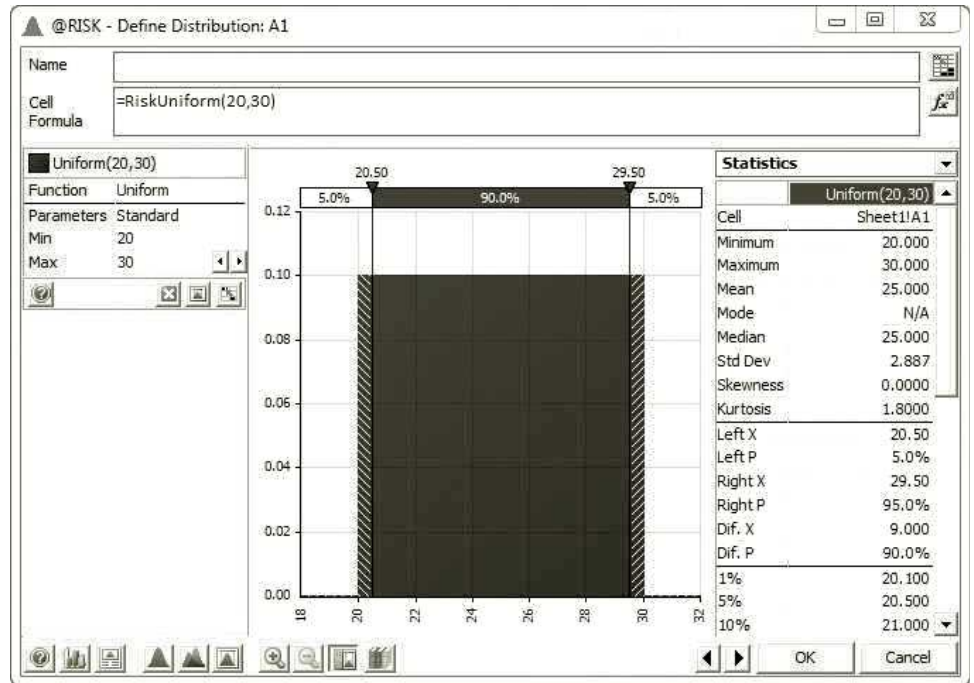 @RISK - Define Distribution: A1
Name
Cell Formula
=RiskUniform(20,30)
Uniform(20,30)
Function Uniform
Parameters Standard
Min 20
Max 30
20.50 29.50
5.0% 90.0% 5.0%
0.12
0.10
0.08
0.06
0.04
0.02
0.00
18 20 22 24 26 28 30 32
Statistics
Uniform(20,30)
Cell Sheet1!A1
Minimum 20.000
Maximum 30.000
Mean 25.000
Mode N/A
Median 25.000
Std Dev 2.887
Skewness 0.0000
Kurtosis 1.8000
Left X 20.50
Left P 5.0%
Right X 29.50
Right P 95.0%
Dif. X 9.000
Dif. P 90.0%
1% 20.100
5% 20.500
10% 21.000
OK Cancel